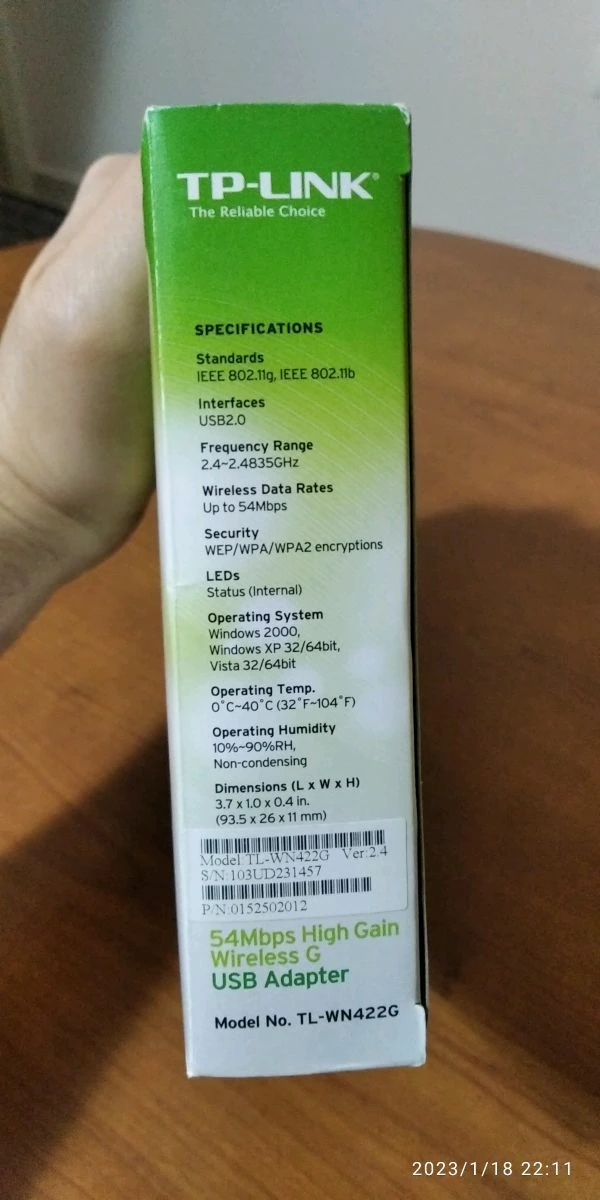 TP-LINK®
The Reliable Choice
SPECIFICATIONS
Standards
IEEE 802.11g, IEEE 802.11b
Interfaces
USB2.0
Frequency Range
2.4~2.4835GHz
Wireless Data Rates
Up to 54Mbps
Security
WEP/WPA/WPA2 encryptions
LEDs
Status (Internal)
Operating System
Windows 2000,
Windows XP 32/64bit,
Vista 32/64bit
Operating Temp.
0°C~40°C (32°F~104°F)
Operating Humidity
10%~90%RH,
Non-condensing
Dimensions (L x W x H)
3.7 x 1.0 x 0.4 in.
(93.5 x 26 x 11 mm)
Model:TL-WN422G Ver:2.4
S/N:103UD231457
P/N:0152502012
54Mbps High Gain
Wireless G
USB Adapter
Model No. TL-WN422G
2023/1/18 22:11